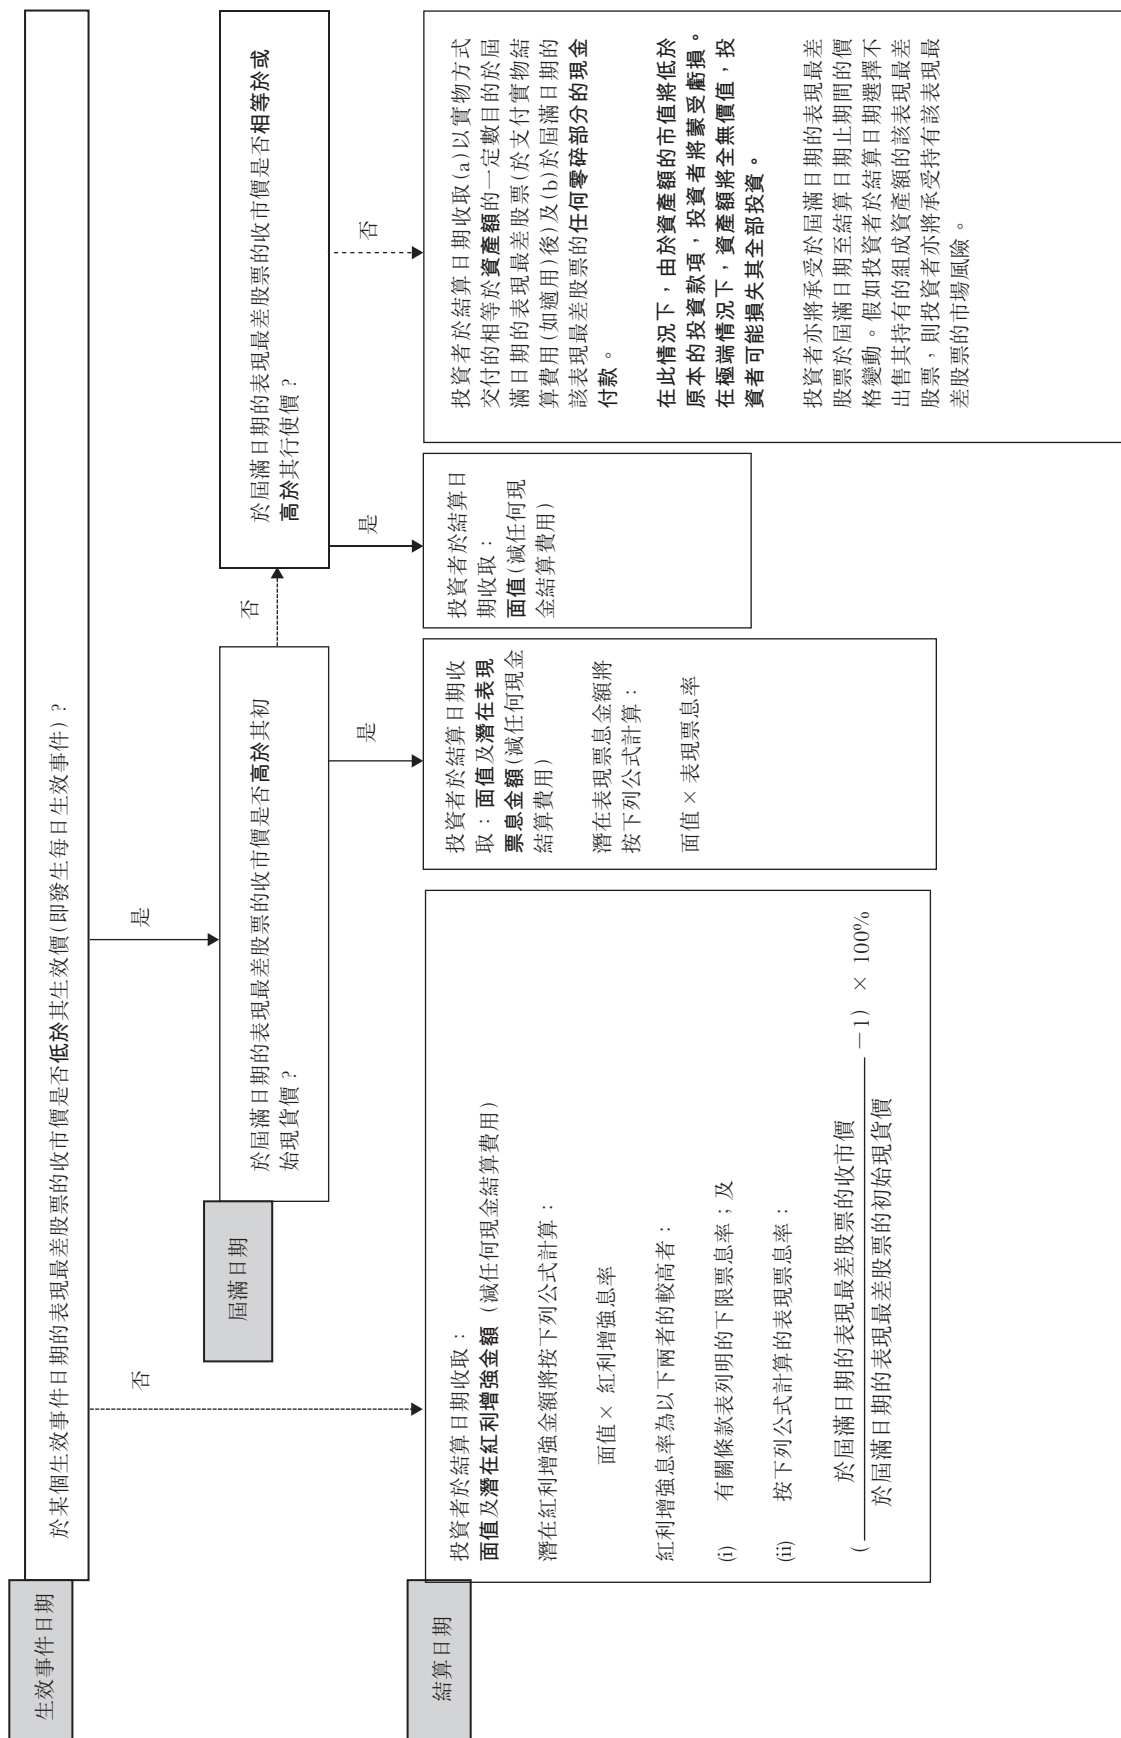 生效事件日期
於某個生效事件日期的表現最差股票的收市價是否低於其生效價(即發生每日生效事件)?
否
是
屆滿日期
於屆滿日期的表現最差股票的收市價是否高於其初
始現貨價?
否
是
於屆滿日期的表現最差股票的收市價是否相等於或
高於其行使價?
是
否
結算日期
投資者於結算日期收取:
面值及潛在紅利增強金額 (減任何現金結算費用)
潛在紅利增強金額將按下列公式計算:
面值× 紅利增強息率
紅利增強息率為以下兩者的較高者:
(i) 有關條款表列明的下限票息率;及
(ii) 按下列公式計算的表現票息率:
於屆滿日期的表現最差股票的收市價
( —1) × 100%
於屆滿日期的表現最差股票的初始現貨價
投資者於結算日期收
取:面值及潛在表現
票息金額(減任何現金
結算費用)
潛在表現票息金額將
按下列公式計算:
面值×表現票息率
投資者於結算日
期收取:
面值(減任何現
金結算費用)
投資者於結算日期收取(a)以實物方式
交付的相等於資產額的一定數目的於屆
滿日期的表現最差股票(於支付實物結
算費用(如適用)後)及(b)於屆滿日期的
該表現最差股票的任何零碎部分的現金
付款。
在此情況下,由於資產額的市值將低於
原本的投資款項,投資者將蒙受虧損。
在極端情況下,資產額將全無價值,投
資者可能損失其全部投資。
投資者亦將承受於屆滿日期的表現最差
股票於屆滿日期至結算日期止期間的價
格變動。假如投資者於結算日期選擇不
出售其持有的組成資產額的該表現最差
股票,則投資者亦將承受持有該表現最
差股票的市場風險。